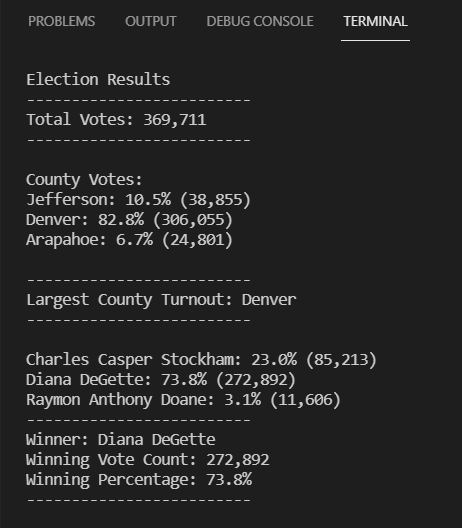 PROBLEMS OUTPUT DEBUG CONSOLE TERMINAL
Election Results
-------------------------
Total Votes: 369,711
-------------------------
County Votes:
Jefferson: 10.5% (38,855)
Denver: 82.8% (306,055)
Arapahoe: 6.7% (24,801)
-------------------------
Largest County Turnout: Denver
-------------------------
Charles Casper Stockham: 23.0% (85,213)
Diana DeGette: 73.8% (272,892)
Raymon Anthony Doane: 3.1% (11,606)
-------------------------
Winner: Diana DeGette
Winning Vote Count: 272,892
Winning Percentage: 73.8%
-------------------------